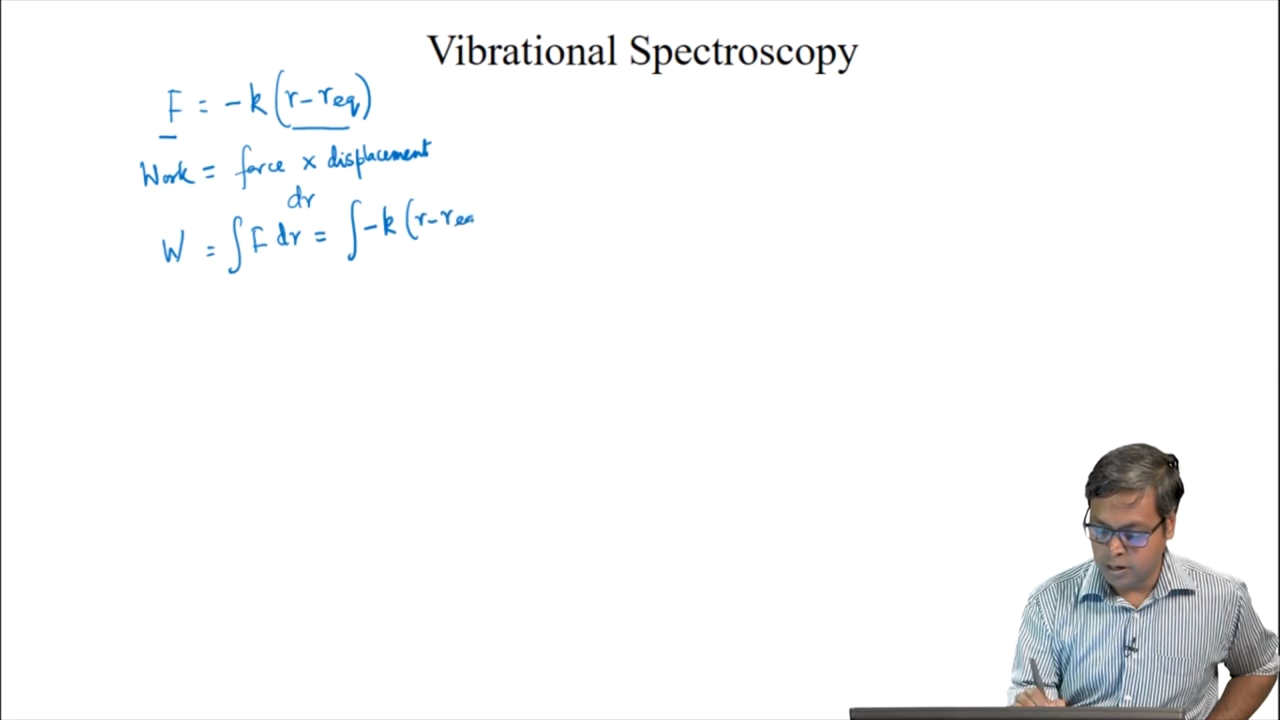 Vibrational Spectroscopy
F = -k(r-req)
Work = force × displacement
dr
W = ∫F dr = ∫-k(r-req